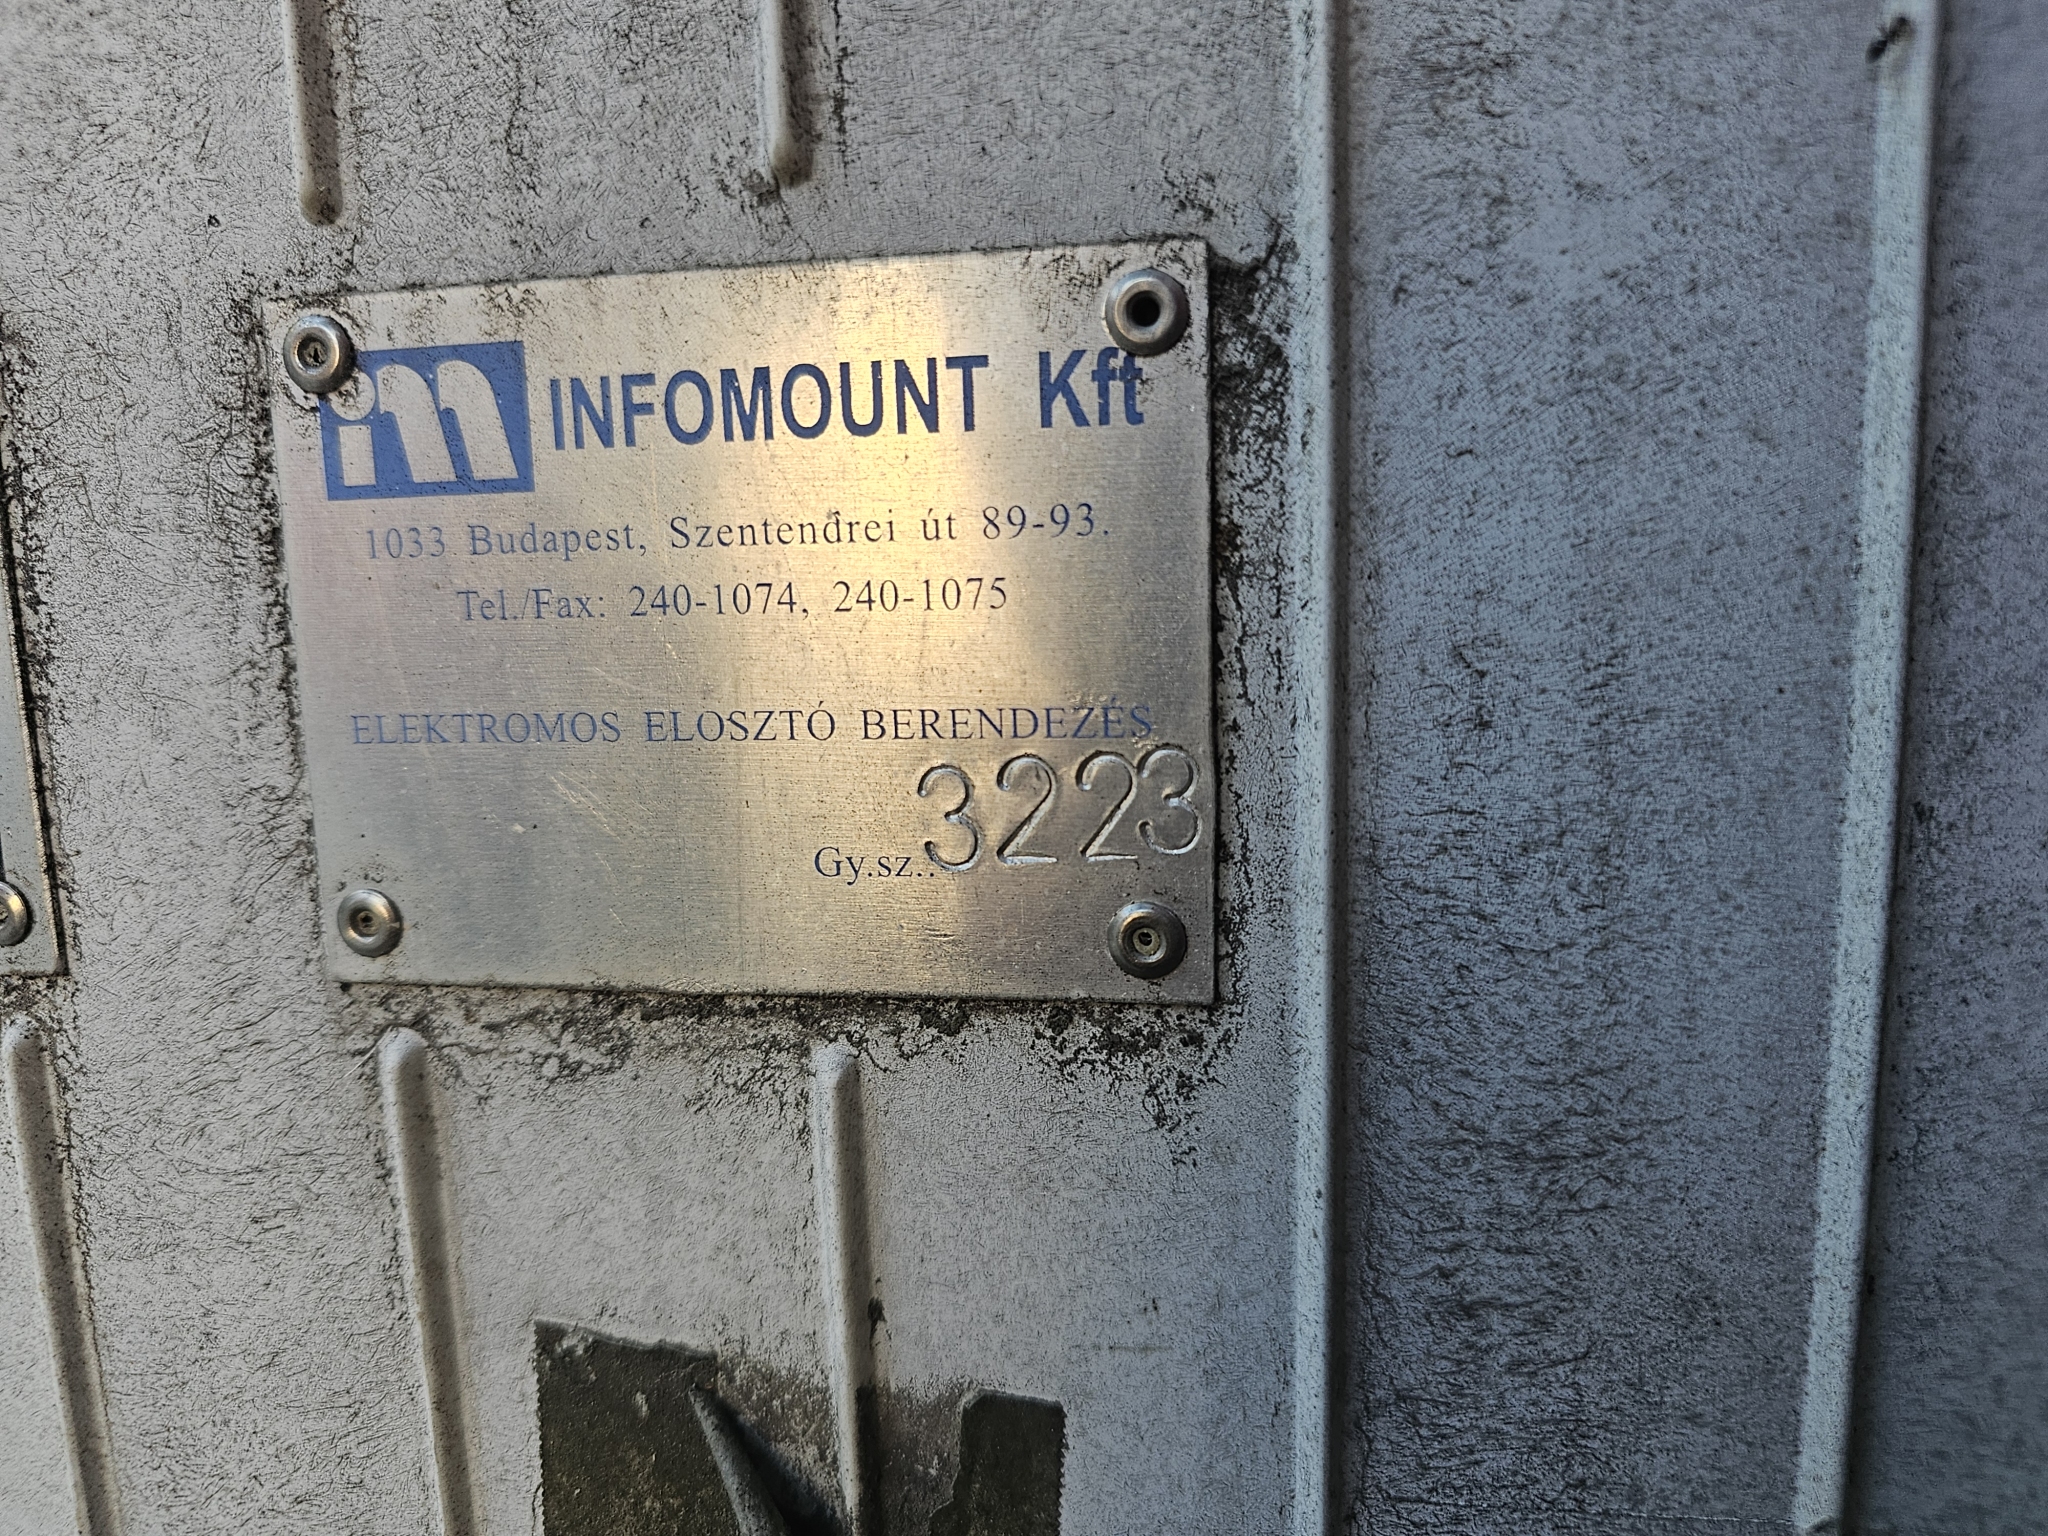 im INFOMOUNT Kft
1033 Budapest, Szentendrei út 89-93.
Tel./Fax: 240-1074, 240-1075
ELEKTROMOS ELOSZTÓ BERENDEZÉS
Gy.sz.: 3223